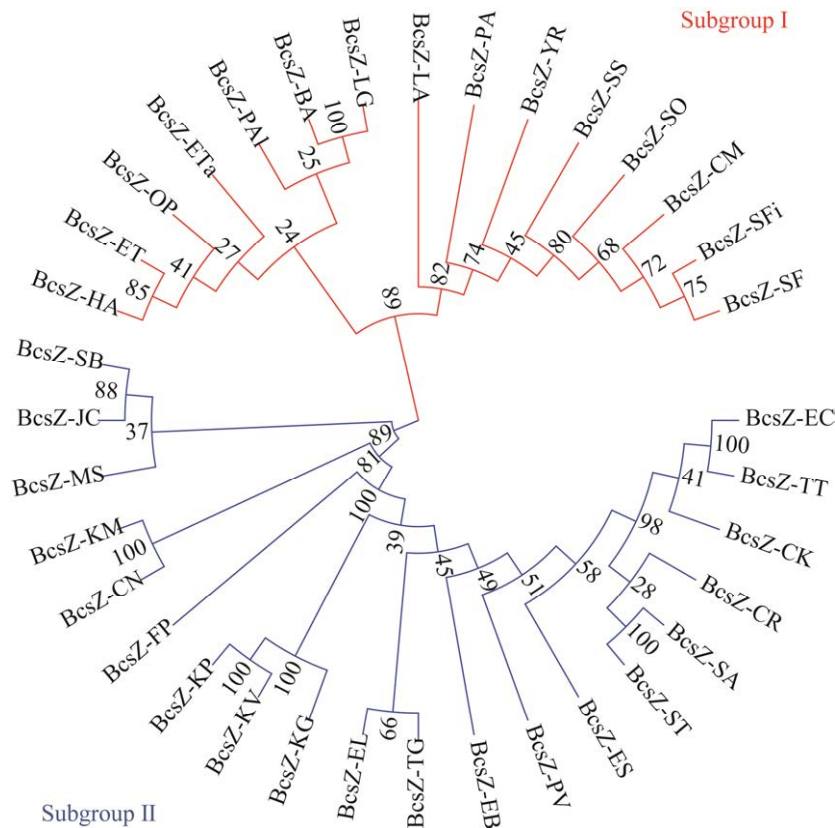 Subgroup I
BcsZ-HA
BcsZ-ET
BcsZ-OP
BcsZ-ETa
BcsZ-PAl
BcsZ-BA
BcsZ-LG
BcsZ-LA
BcsZ-PA
BcsZ-YR
BcsZ-SS
BcsZ-SO
BcsZ-CM
BcsZ-SFi
BcsZ-SF
85
41
27
24
25
100
89
82
74
45
80
68
72
75
BcsZ-EC
BcsZ-TT
BcsZ-CK
BcsZ-CR
BcsZ-SA
BcsZ-ST
BcsZ-ES
BcsZ-PV
BcsZ-EB
BcsZ-TG
BcsZ-EL
BcsZ-KG
BcsZ-KV
BcsZ-KP
BcsZ-FP
BcsZ-CN
BcsZ-KM
BcsZ-MS
BcsZ-JC
BcsZ-SB
100
41
98
28
100
58
51
49
45
39
66
100
100
100
81
89
100
37
88
Subgroup II